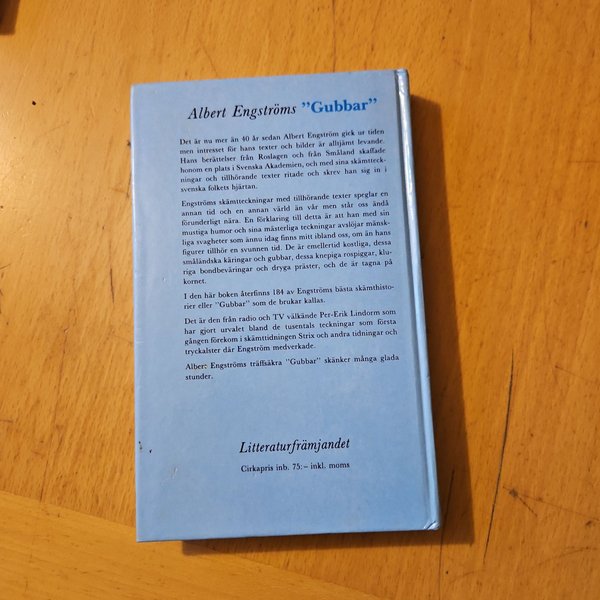 Albert Engströms ”Gubbar”
Det är nu mer än 40 år sedan Albert Engström gick ur tiden
men intresset för hans texter och bilder är alltjämt levande.
Hans berättelser från Roslagen och från Småland skaffade
honom en plats i Svenska Akademien, och med sina skämtteck-
ningar och tillhörande texter ritade och skrev han sig in i
svenska folkets hjärtan.
Engströms skämtteckningar med tillhörande texter speglar en
annan tid och en annan värld än vår men står oss ändå
förunderligt nära. En förklaring till detta är att han med sin
mustiga humor och sina mästerliga teckningar avslöjar mänsk-
liga svagheter som ännu idag finns mitt ibland oss, om än hans
figurer tillhör en svunnen tid. De är emellertid kostliga, dessa
småländska käringar och gubbar, dessa knepiga rospiggar, klu-
riga bondbeväringar och dryga präster, och de är tagna på
kornet.
I den här boken återfinns 184 av Engströms bästa skämthisto-
rier eller ”Gubbar” som de brukar kallas.
Det är den från radio och TV välkände Per-Erik Lindorm som
har gjort urvalet bland de tusentals teckningar som första
gången förekom i skämttidningen Strix och andra tidningar och
tryckalster där Engström medverkade.
Albert Engströms träffsäkra ”Gubbar” skänker många glada
stunder.
Litteraturfrämjandet
Cirkapris inb. 75:– inkl. moms